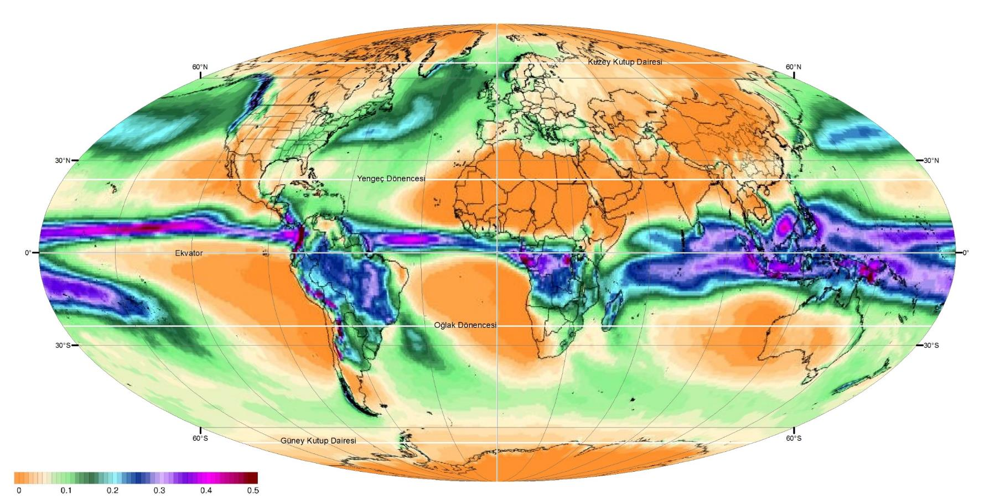 60°N
Kuzey Kutup Dairesi
60°N
30°N
30°N
Yengeç Dönencesi
0°
Ekvator
0°
Oğlak Dönencesi
30°S
30°S
60°S
60°S
Güney Kutup Dairesi
0 0.1 0.2 0.3 0.4 0.5